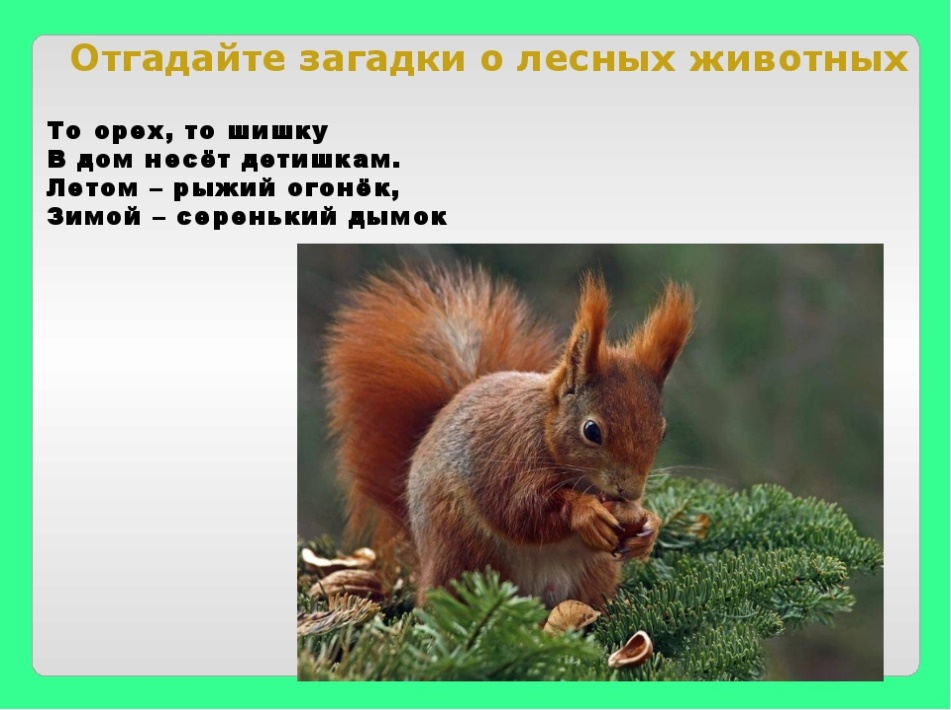 Отгадайте загадки о лесных животных
То орех, то шишку
В дом несёт детишкам.
Летом – рыжий огонёк,
Зимой – серенький дымок